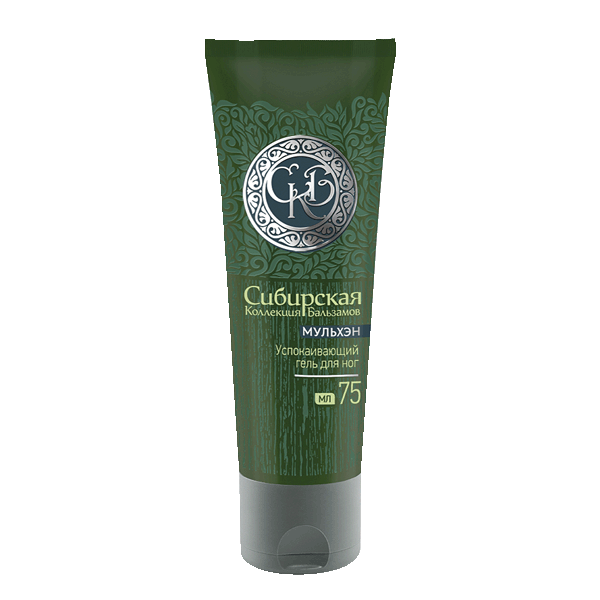 СКБ
Сибирская
Коллекция Бальзамов
МУЛЬХЭН
Успокаивающий
гель для ног
мл 75